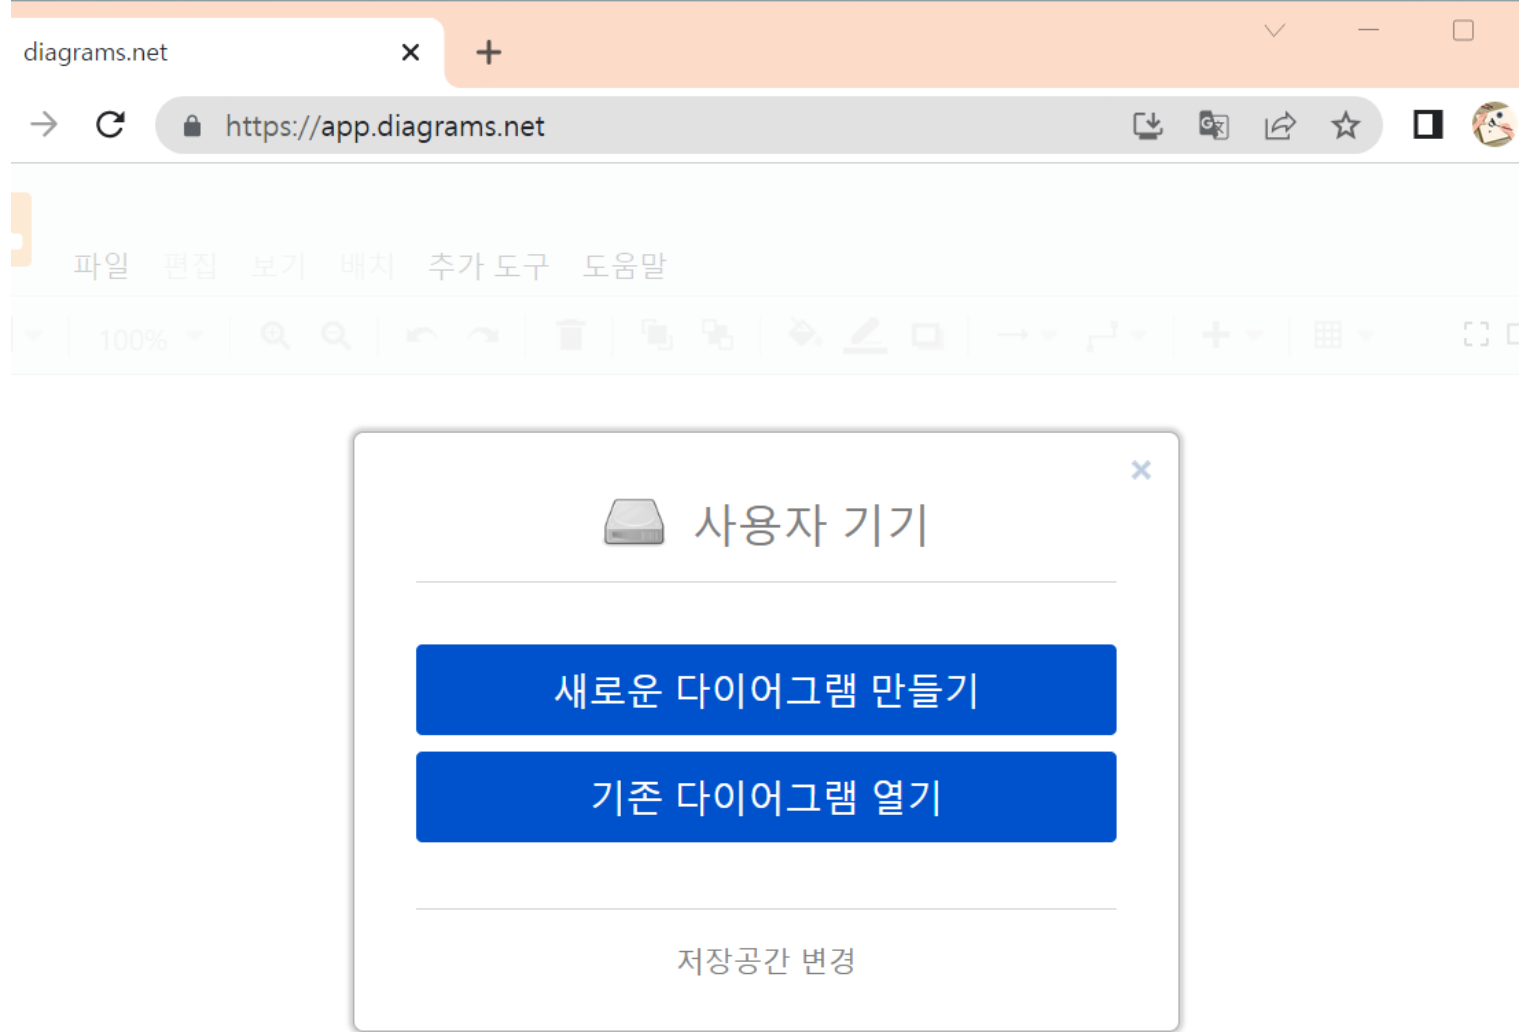 diagrams.net
https://app.diagrams.net
파일 편집 보기 배치 추가 도구 도움말
100%
사용자 기기
새로운 다이어그램 만들기
기존 다이어그램 열기
저장공간 변경